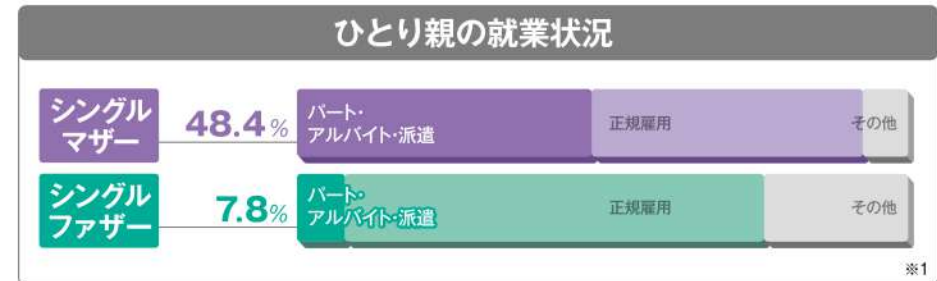 ひとり親の就業状況
シングル
マザー
48.4%
パート・
アルバイト・派遣
正規雇用
その他
シングル
ファザー
7.8%
パート・
アルバイト・派遣
正規雇用
その他
※1